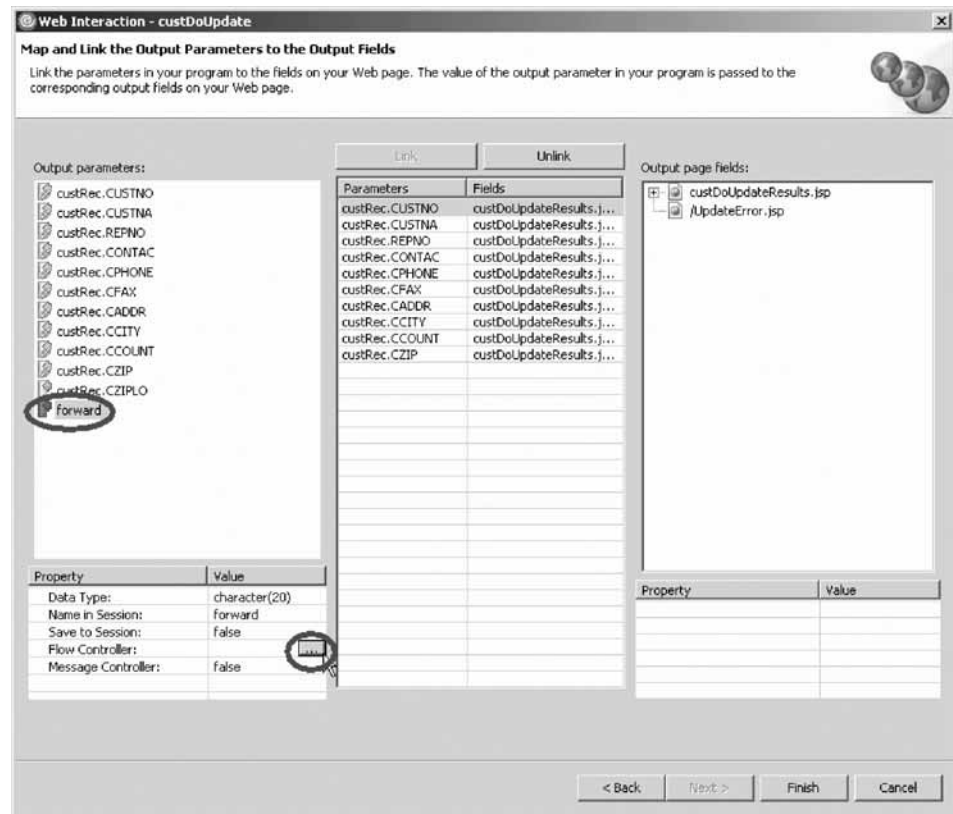 Web Interaction - custDoUpdate
Map and Link the Output Parameters to the Output Fields
Link the parameters in your program to the fields on your Web page. The value of the output parameter in your program is passed to the
corresponding output fields on your Web page.
Output parameters:
custRec.CUSTNO
custRec.CUSTNA
custRec.REPNO
custRec.CONTAC
custRec.CPHONE
custRec.CFAX
custRec.CADDR
custRec.CCITY
custRec.CCOUNT
custRec.CZIP
custRec.CZIPLO
forward
Property Value
Data Type: character(20)
Name in Session: forward
Save to Session: false
Flow Controller: ...
Message Controller: false
Link Unlink
Parameters Fields
custRec.CUSTNO custDoUpdateResults.j...
custRec.CUSTNA custDoUpdateResults.j...
custRec.REPNO custDoUpdateResults.j...
custRec.CONTAC custDoUpdateResults.j...
custRec.CPHONE custDoUpdateResults.j...
custRec.CFAX custDoUpdateResults.j...
custRec.CADDR custDoUpdateResults.j...
custRec.CCITY custDoUpdateResults.j...
custRec.CCOUNT custDoUpdateResults.j...
custRec.CZIP custDoUpdateResults.j...
Output page fields:
custDoUpdateResults.jsp
/UpdateError.jsp
Property Value
< Back Next > Finish Cancel